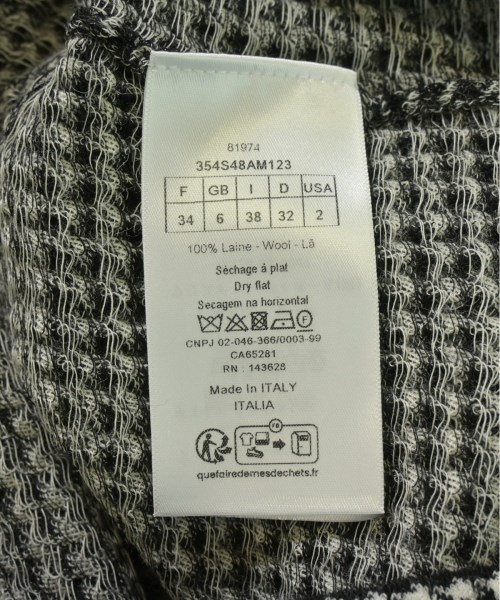 81974
354S48AM123
F GB I D USA
34 6 38 32 2
100% Laine - Wool - Lã
Séchage à plat
Dry flat
Secagem na horizontal
F
CNPJ 02-046-366/0003-99
CA65281
RN : 143628
Made In ITALY
ITALIA
FR
quefairedemesdechets.fr